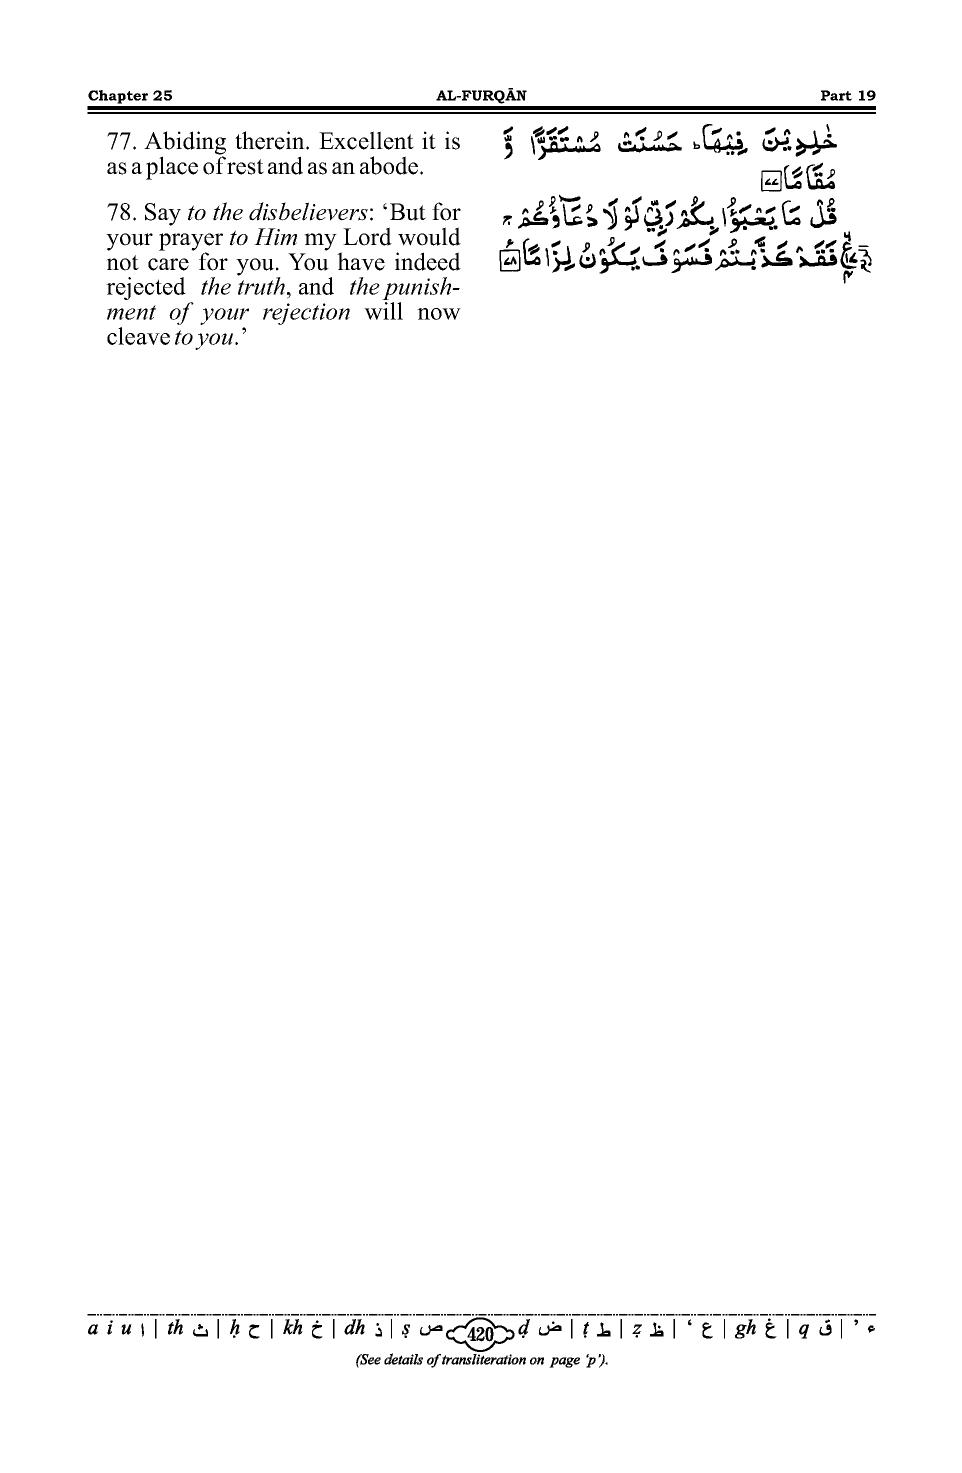 Chapter 25 AL-FURQĀN Part 19
77. Abiding therein. Excellent it is
as a place of rest and as an abode.
78. Say to the disbelievers: ‘But for
your prayer to Him my Lord would
not care for you. You have indeed
rejected the truth, and the punish-
ment of your rejection will now
cleave to you.’
خٰلِدِيْنَ فِيْهَا ؕ حَسُنَتْ مُسْتَقَرًّا وَّ
مُقَامًا ﴿۷۷﴾
قُلْ مَا يَعْبَؤُا بِكُمْ رَبِّيْ لَوْ لَا دُعَآؤُكُمْ ۚ
فَقَدْ كَذَّبْتُمْ فَسَوْفَ يَكُوْنُ لِزَامًا ﴿۷۸﴾
a i u ا | th ث | ḥ ح | kh خ | dh ذ | ṣ ص 420 ḍ ض | ṭ ط | ẓ ظ | ‘ ع | gh غ | q ق | ’ ء
(See details of transliteration on page ‘p’).